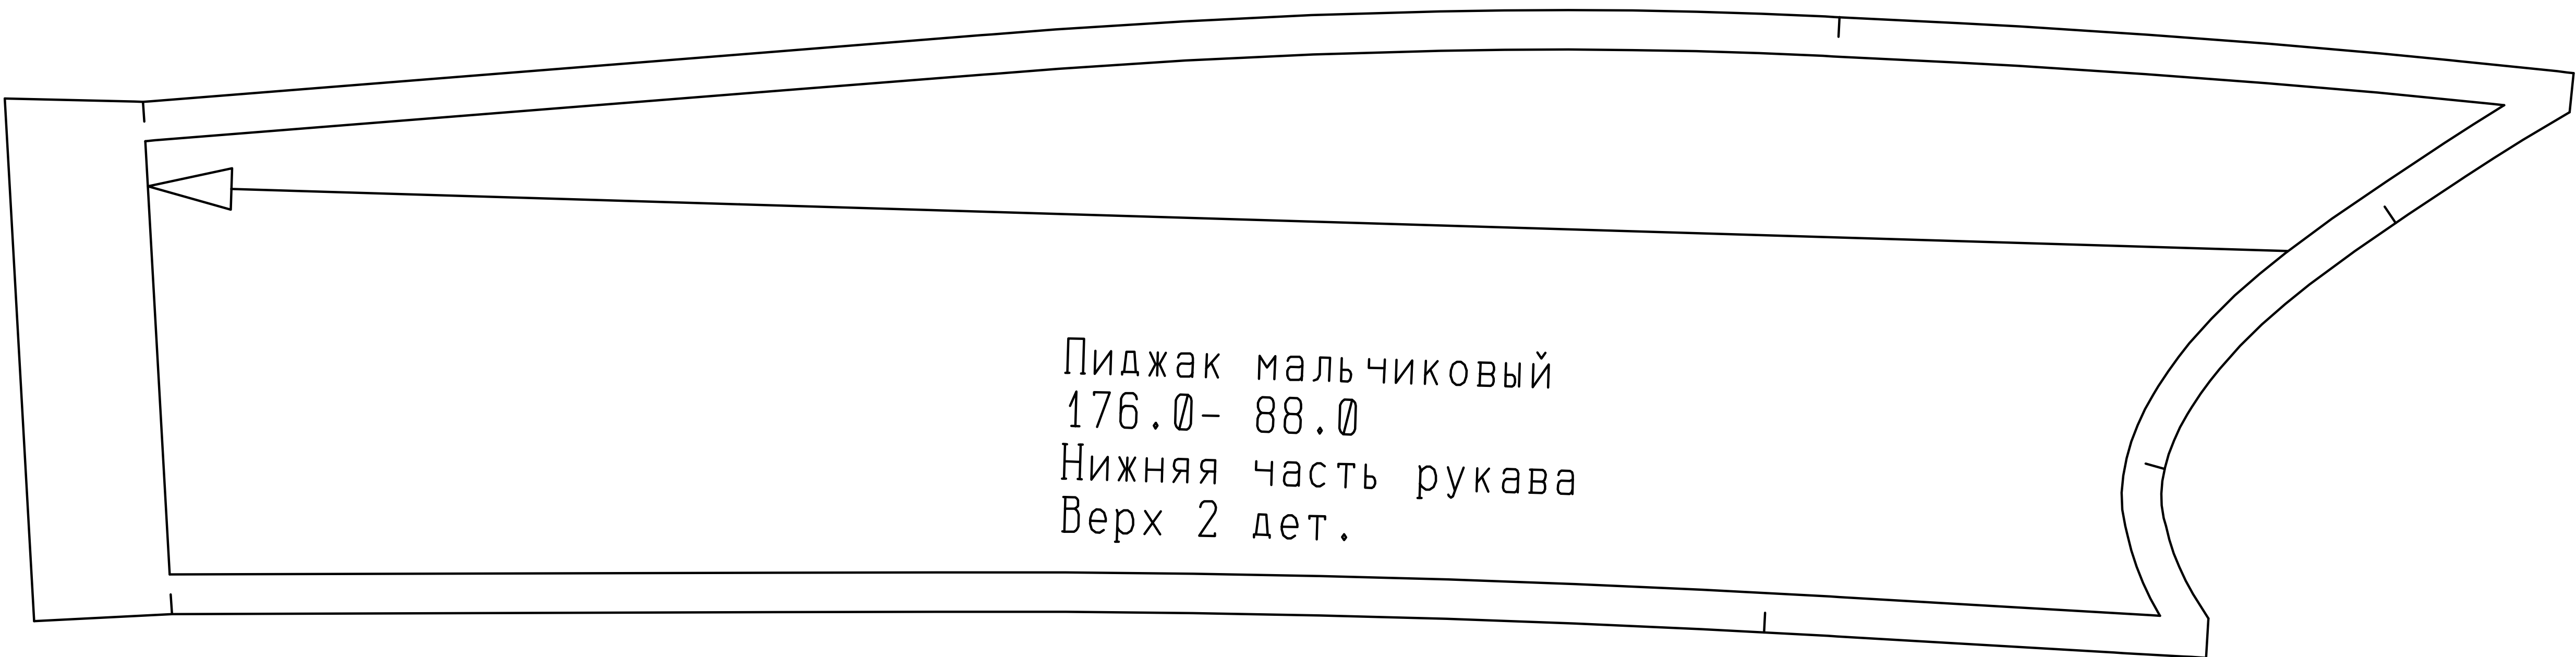 Пиджак мальчиковый
176.0- 88.0
Нижняя часть рукава
Верх 2 дет.